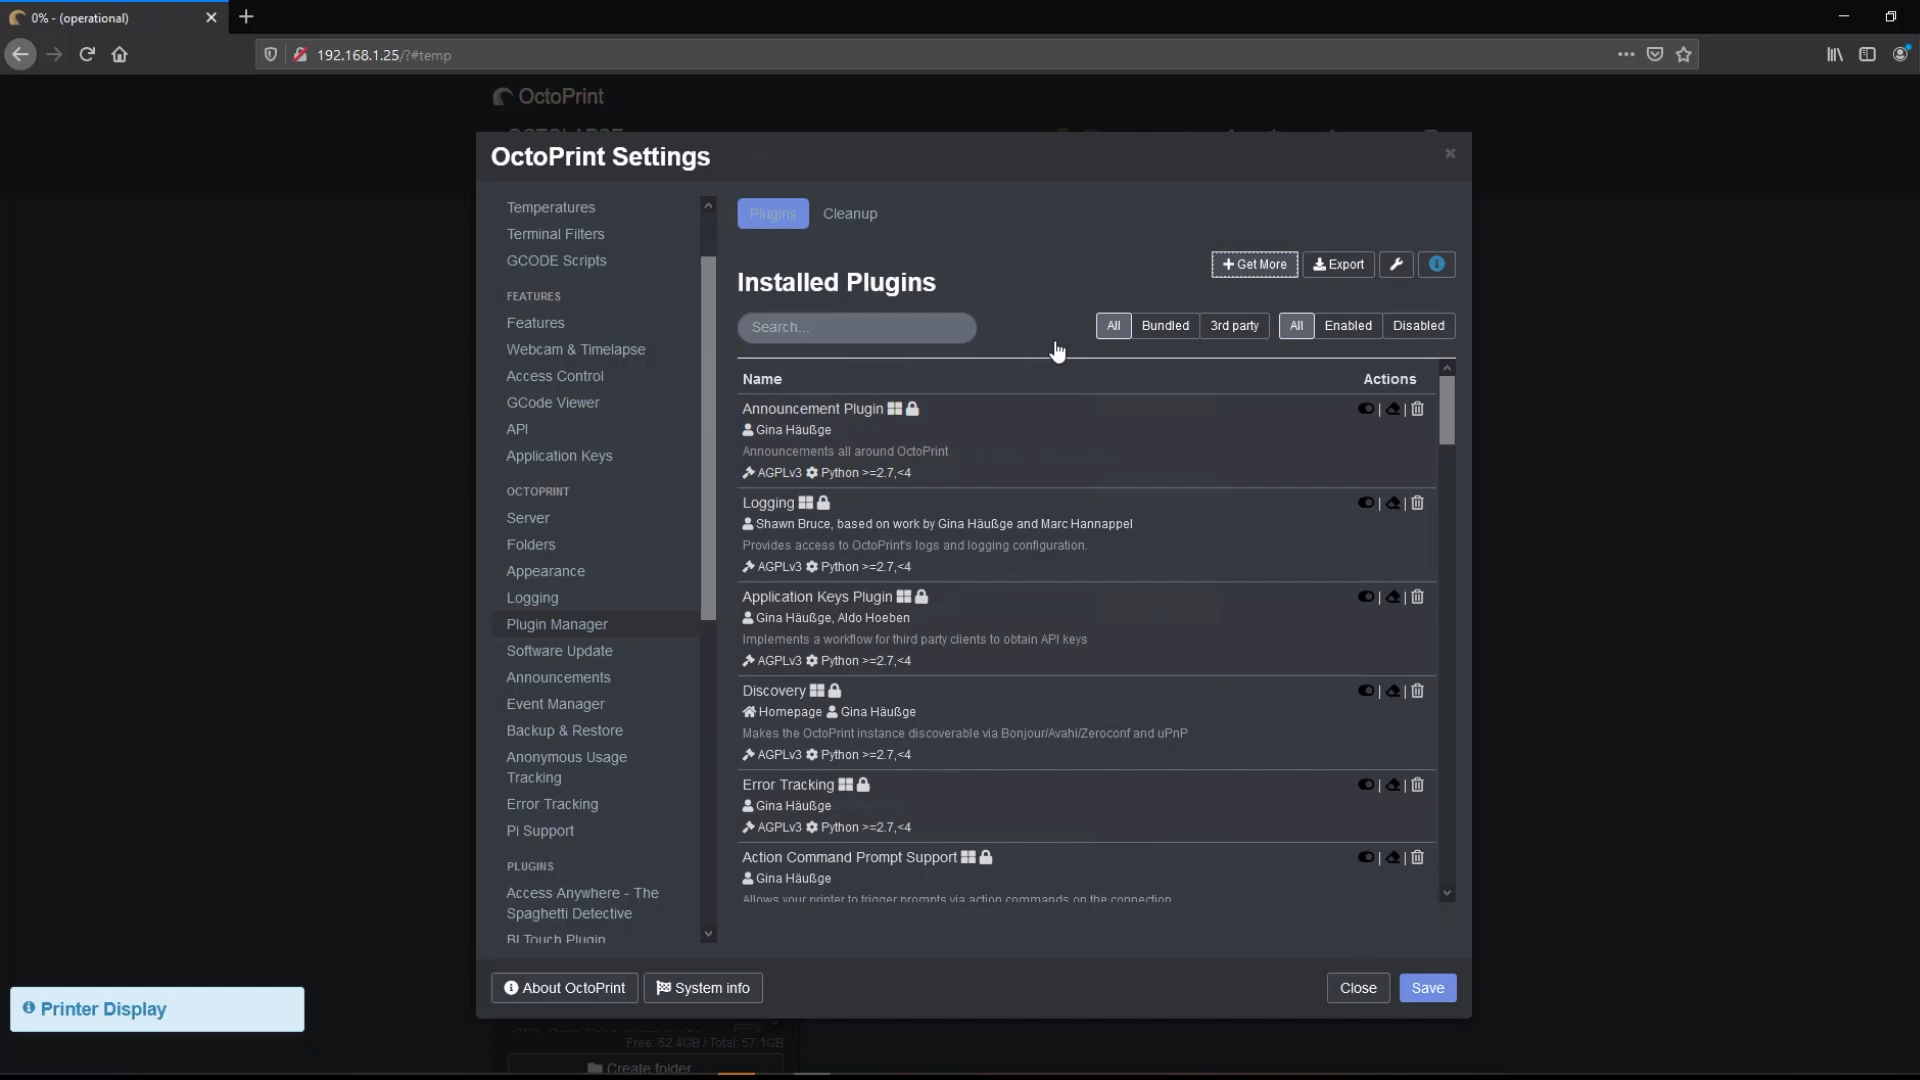 0% - (operational)
192.168.1.25/?#temp
OctoPrint
OctoPrint Settings
Temperatures
Terminal Filters
GCODE Scripts
FEATURES
Features
Webcam & Timelapse
Access Control
GCode Viewer
API
Application Keys
OCTOPRINT
Server
Folders
Appearance
Logging
Plugin Manager
Software Update
Announcements
Event Manager
Backup & Restore
Anonymous Usage
Tracking
Error Tracking
Pi Support
PLUGINS
Access Anywhere - The
Spaghetti Detective
BLTouch Plugin
Plugins Cleanup
Get More Export
Installed Plugins
Search...
All Bundled 3rd party All Enabled Disabled
Name Actions
Announcement Plugin
Gina Häußge
Announcements all around OctoPrint
AGPLv3 Python >=2.7,<4
Logging
Shawn Bruce, based on work by Gina Häußge and Marc Hannappel
Provides access to OctoPrint's logs and logging configuration.
AGPLv3 Python >=2.7,<4
Application Keys Plugin
Gina Häußge, Aldo Hoeben
Implements a workflow for third party clients to obtain API keys
AGPLv3 Python >=2.7,<4
Discovery
Homepage Gina Häußge
Makes the OctoPrint instance discoverable via Bonjour/Avahi/Zeroconf and uPnP
AGPLv3 Python >=2.7,<4
Error Tracking
Gina Häußge
AGPLv3 Python >=2.7,<4
Action Command Prompt Support
Gina Häußge
Allows your printer to trigger prompts via action commands on the connection
About OctoPrint System info
Close Save
Printer Display
Free: 52.4GB / Total: 57.1GB
Create folder